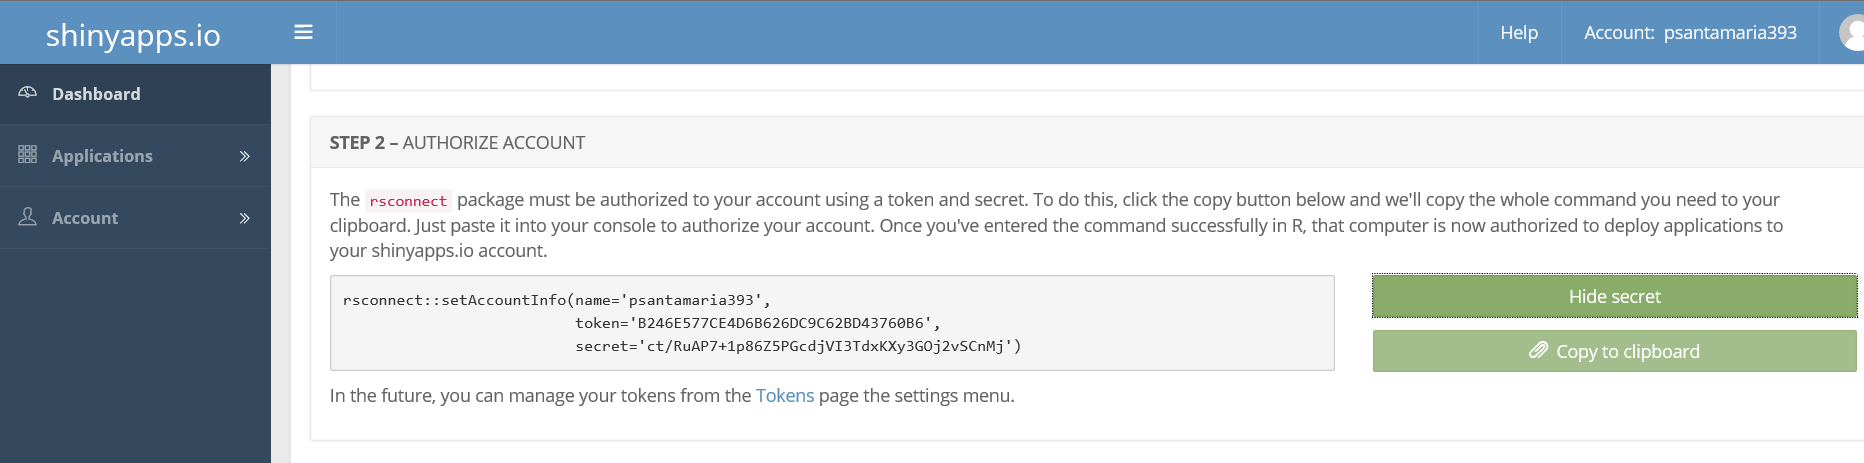 shinyapps.io
Help
Account: psantamaria393
Dashboard
Applications
Account
STEP 2 – AUTHORIZE ACCOUNT
The rsconnect package must be authorized to your account using a token and secret. To do this, click the copy button below and we'll copy the whole command you need to your
clipboard. Just paste it into your console to authorize your account. Once you've entered the command successfully in R, that computer is now authorized to deploy applications to
your shinyapps.io account.
rsconnect::setAccountInfo(name='psantamaria393',
token='B246E577CE4D6B626DC9C62BD43760B6',
secret='ct/RuAP7+1p86Z5PGcdjVI3TdxKXy3GOj2vSCnMj')
Hide secret
Copy to clipboard
In the future, you can manage your tokens from the Tokens page the settings menu.